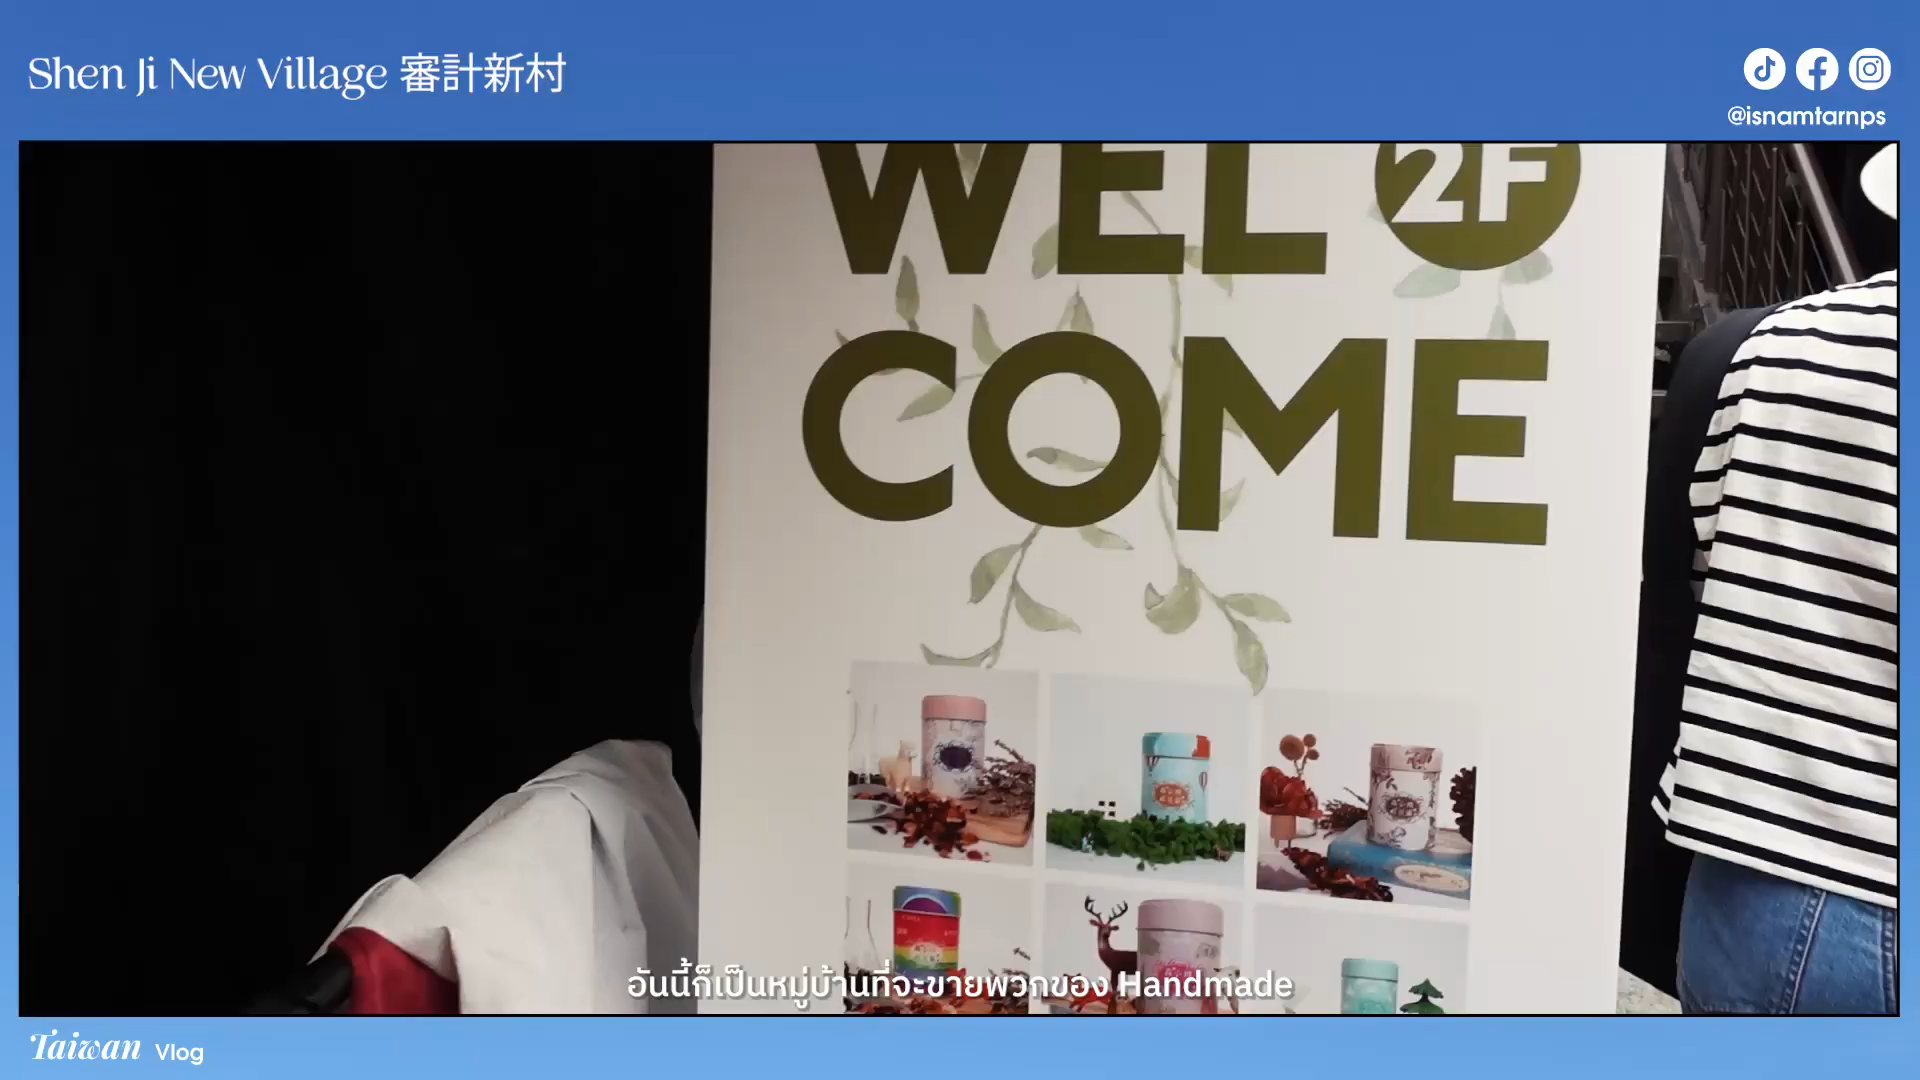 Shen Ji New Village 審計新村
@isnamtarnps
WEL 2F
COME
อันนี้ก็เป็นหมู่บ้านที่จะขายพวกของ Handmade
Taiwan Vlog